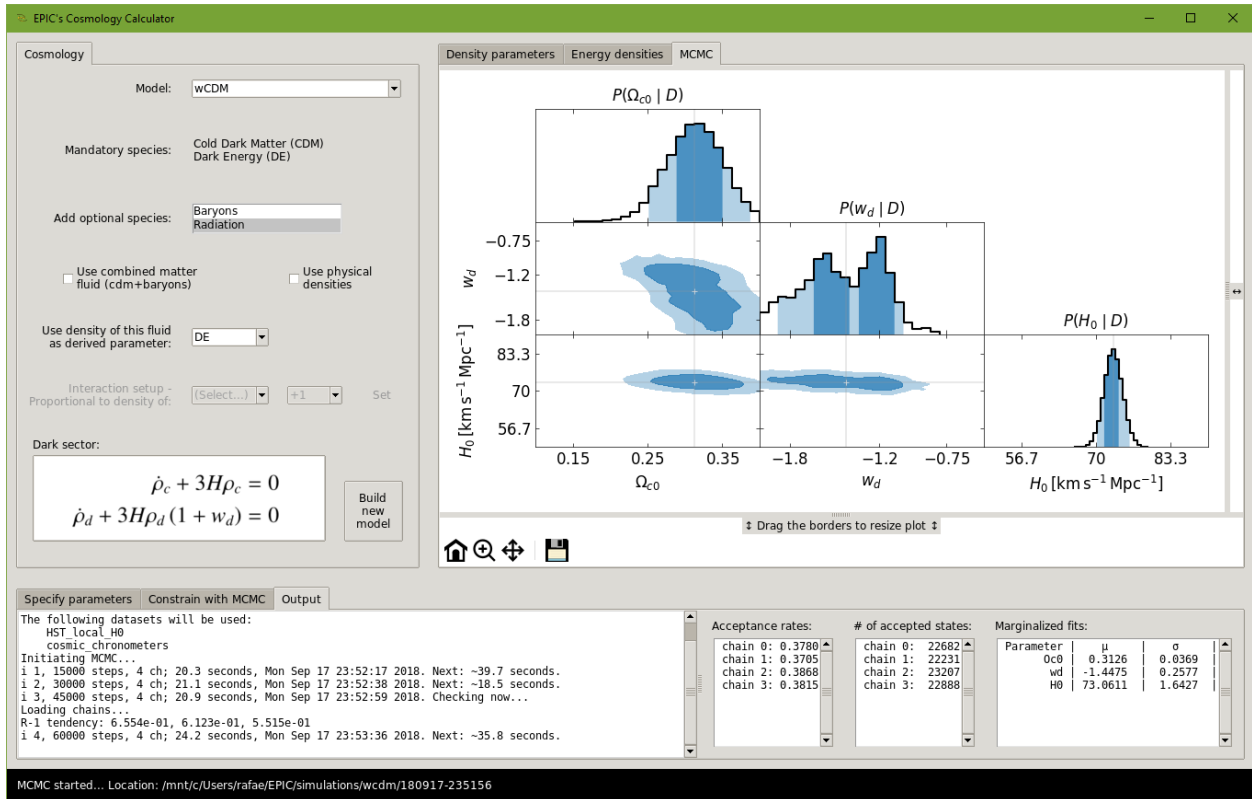 EPIC's Cosmology Calculator
Cosmology
Model: wCDM
Mandatory species: Cold Dark Matter (CDM)
Dark Energy (DE)
Add optional species: Baryons
Radiation
Use combined matter
fluid (cdm+baryons)
Use physical
densities
Use density of this fluid
as derived parameter: DE
Interaction setup -
Proportional to density of: (Select...) +1 Set
Dark sector:
ρ̇_c + 3Hρ_c = 0
ρ̇_d + 3Hρ_d (1 + w_d) = 0
Build
new
model
Density parameters Energy densities MCMC
P(Ω_c0 | D)
P(w_d | D)
P(H_0 | D)
w_d
−0.75
−1.2
−1.8
H_0 [km s⁻¹ Mpc⁻¹]
83.3
70
56.7
0.15 0.25 0.35 −1.8 −1.2 −0.75 56.7 70 83.3
Ω_c0 w_d H_0 [km s⁻¹ Mpc⁻¹]
↔
↕ Drag the borders to resize plot ↕
Specify parameters Constrain with MCMC Output
The following datasets will be used:
HST_local_H0
cosmic_chronometers
Initiating MCMC...
i 1, 15000 steps, 4 ch; 20.3 seconds, Mon Sep 17 23:52:17 2018. Next: ~39.7 seconds.
i 2, 30000 steps, 4 ch; 21.1 seconds, Mon Sep 17 23:52:38 2018. Next: ~18.5 seconds.
i 3, 45000 steps, 4 ch; 20.9 seconds, Mon Sep 17 23:52:59 2018. Checking now...
Loading chains...
R-1 tendency: 6.554e-01, 6.123e-01, 5.515e-01
i 4, 60000 steps, 4 ch; 24.2 seconds, Mon Sep 17 23:53:36 2018. Next: ~35.8 seconds.
Acceptance rates:
chain 0: 0.3780
chain 1: 0.3705
chain 2: 0.3868
chain 3: 0.3815
# of accepted states:
chain 0: 22682
chain 1: 22231
chain 2: 23207
chain 3: 22888
Marginalized fits:
Parameter | μ | σ |
Oc0 | 0.3126 | 0.0369 |
wd | -1.4475 | 0.2577 |
H0 | 73.0611 | 1.6427 |
MCMC started... Location: /mnt/c/Users/rafae/EPIC/simulations/wcdm/180917-235156